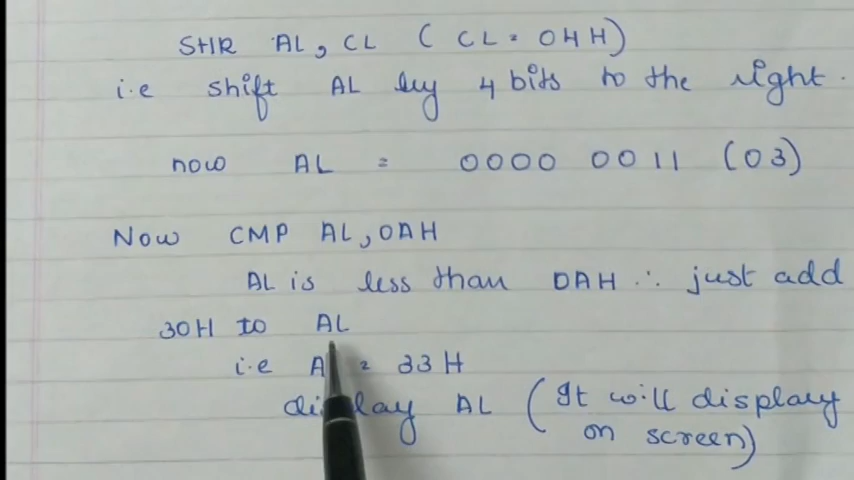 SHR AL, CL ( CL = 04H)
i.e shift AL by 4 bits to the right.
now AL = 0000 0011 (03)
Now CMP AL, 0AH
AL is less than 0AH ∴ just add
30H to AL
i.e A = 33H
display AL (It will display
on screen)